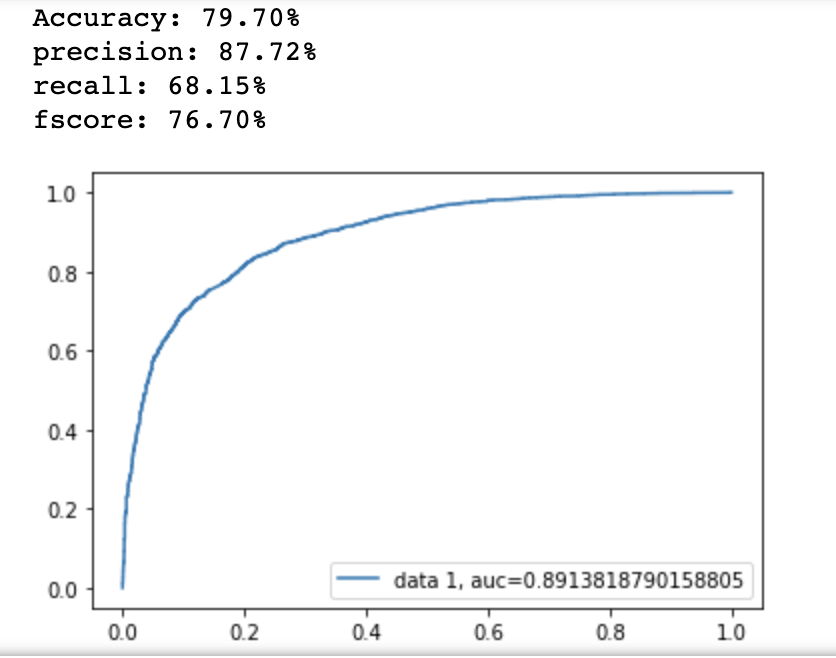 Accuracy: 79.70%
precision: 87.72%
recall: 68.15%
fscore: 76.70%
1.0
0.8
0.6
0.4
0.2
0.0
data 1, auc=0.8913818790158805
0.0 0.2 0.4 0.6 0.8 1.0